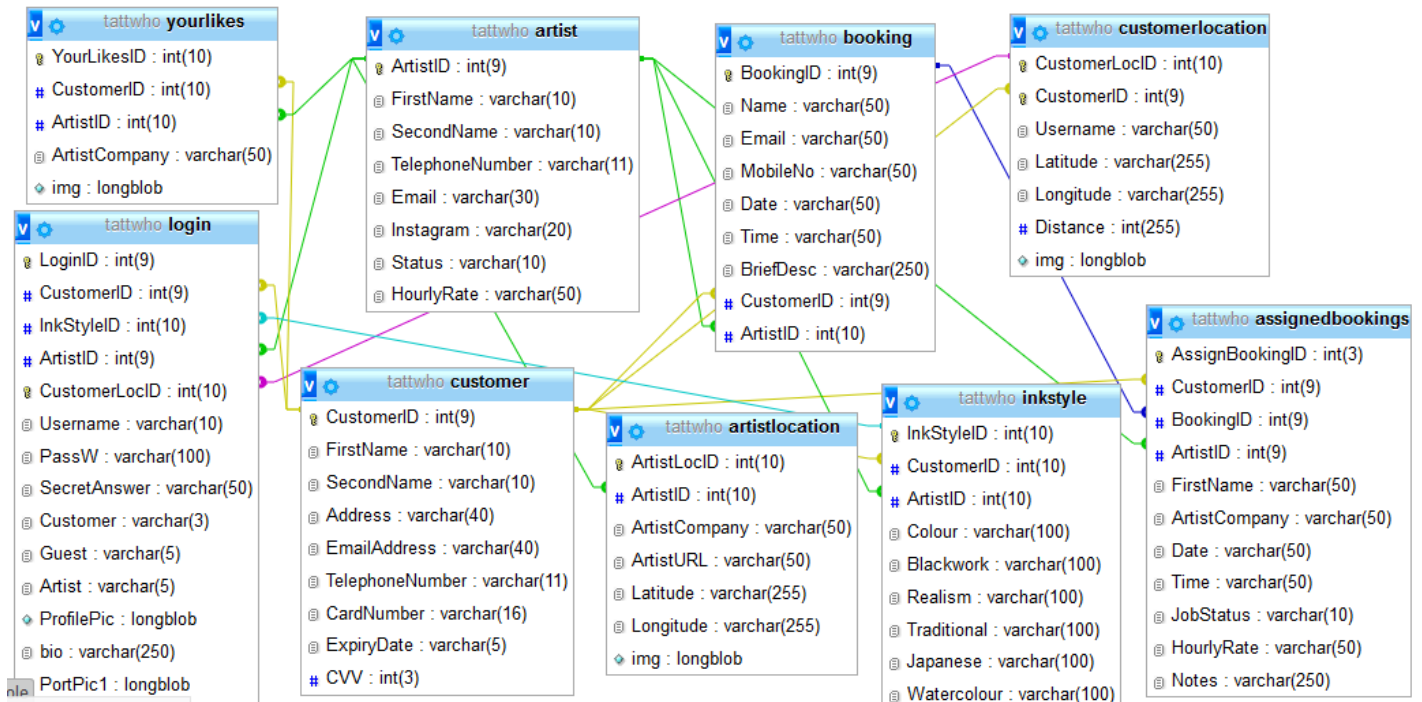 tattwho yourlikes
YourLikesID : int(10)
CustomerID : int(10)
ArtistID : int(10)
ArtistCompany : varchar(50)
img : longblob
tattwho login
LoginID : int(9)
CustomerID : int(9)
InkStyleID : int(10)
ArtistID : int(9)
CustomerLocID : int(10)
Username : varchar(10)
PassW : varchar(100)
SecretAnswer : varchar(50)
Customer : varchar(3)
Guest : varchar(5)
Artist : varchar(5)
ProfilePic : longblob
bio : varchar(250)
PortPic1 : longblob
tattwho artist
ArtistID : int(9)
FirstName : varchar(10)
SecondName : varchar(10)
TelephoneNumber : varchar(11)
Email : varchar(30)
Instagram : varchar(20)
Status : varchar(10)
HourlyRate : varchar(50)
tattwho customer
CustomerID : int(9)
FirstName : varchar(10)
SecondName : varchar(10)
Address : varchar(40)
EmailAddress : varchar(40)
TelephoneNumber : varchar(11)
CardNumber : varchar(16)
ExpiryDate : varchar(5)
CVV : int(3)
tattwho booking
BookingID : int(9)
Name : varchar(50)
Email : varchar(50)
MobileNo : varchar(50)
Date : varchar(50)
Time : varchar(50)
BriefDesc : varchar(250)
CustomerID : int(9)
ArtistID : int(10)
tattwho artistlocation
ArtistLocID : int(10)
ArtistID : int(10)
ArtistCompany : varchar(50)
ArtistURL : varchar(50)
Latitude : varchar(255)
Longitude : varchar(255)
img : longblob
tattwho customerlocation
CustomerLocID : int(10)
CustomerID : int(9)
Username : varchar(50)
Latitude : varchar(255)
Longitude : varchar(255)
Distance : int(255)
img : longblob
tattwho inkstyle
InkStyleID : int(10)
CustomerID : int(10)
ArtistID : int(10)
Colour : varchar(100)
Blackwork : varchar(100)
Realism : varchar(100)
Traditional : varchar(100)
Japanese : varchar(100)
Watercolour : varchar(100)
tattwho assignedbookings
AssignBookingID : int(3)
CustomerID : int(9)
BookingID : int(9)
ArtistID : int(9)
FirstName : varchar(50)
ArtistCompany : varchar(50)
Date : varchar(50)
Time : varchar(50)
JobStatus : varchar(10)
HourlyRate : varchar(50)
Notes : varchar(250)